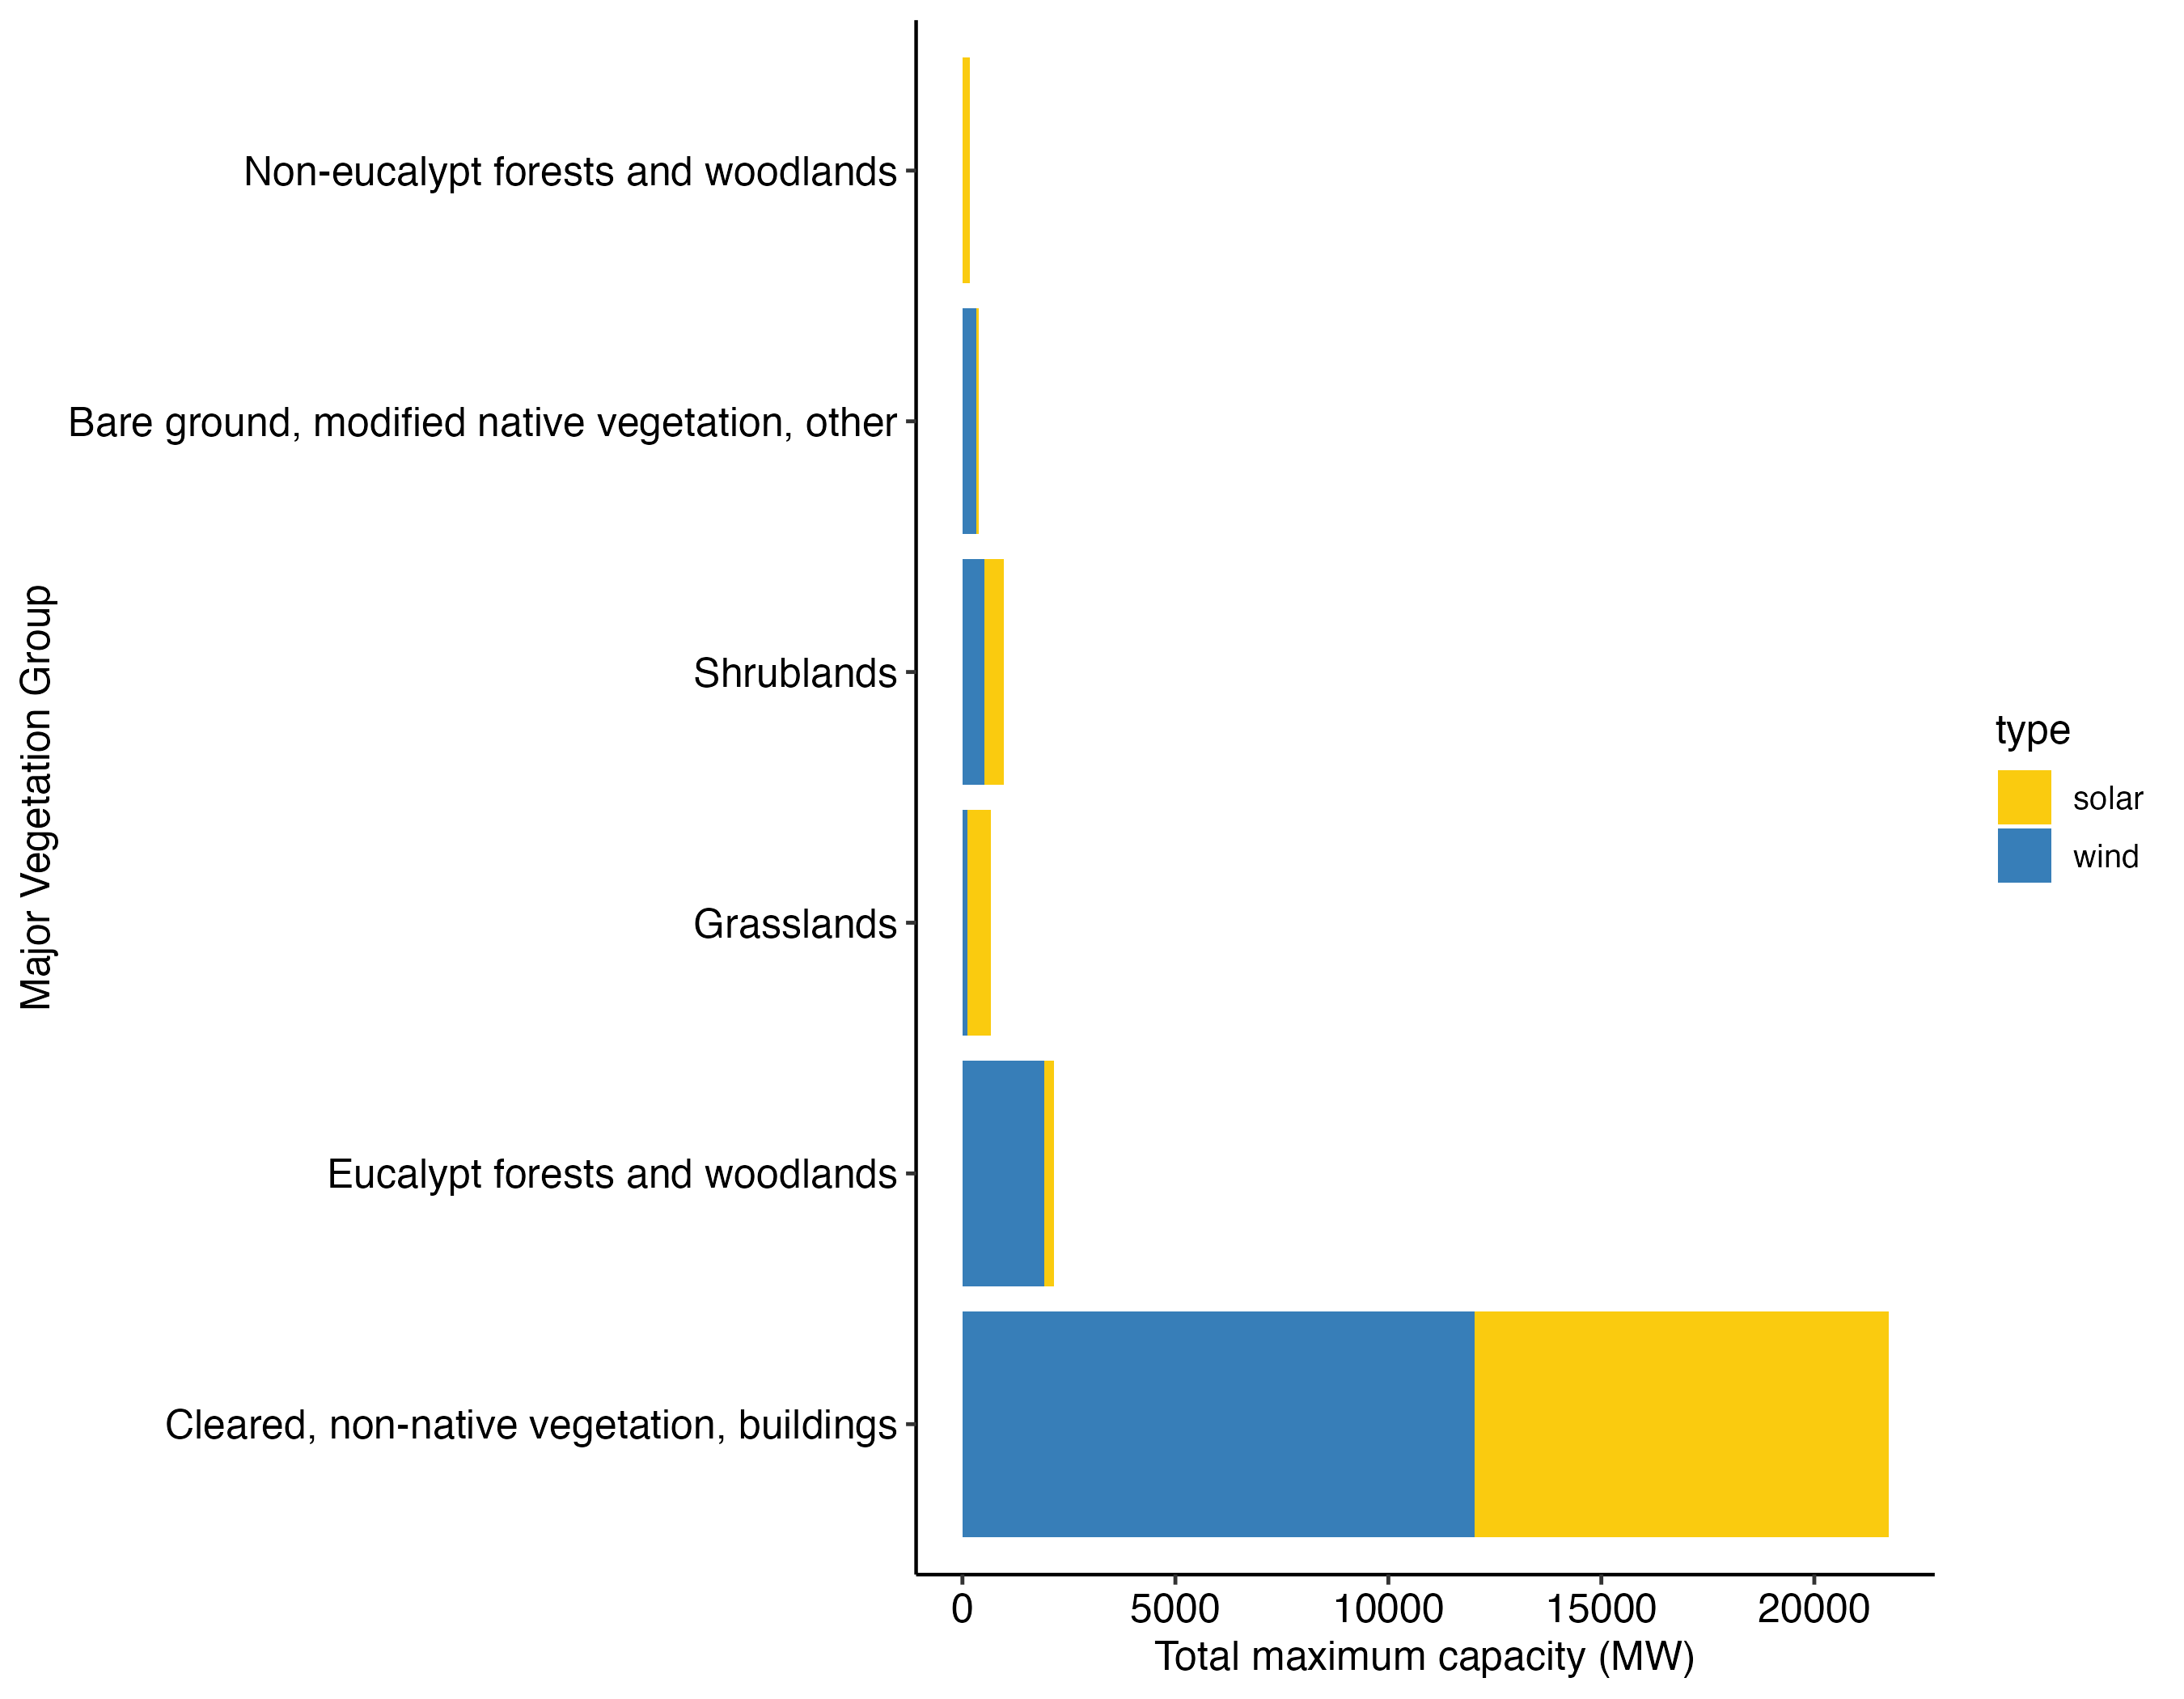 Major Vegetation Group
Non-eucalypt forests and woodlands
Bare ground, modified native vegetation, other
Shrublands
Grasslands
Eucalypt forests and woodlands
Cleared, non-native vegetation, buildings
0 5000 10000 15000 20000
Total maximum capacity (MW)
type
solar
wind